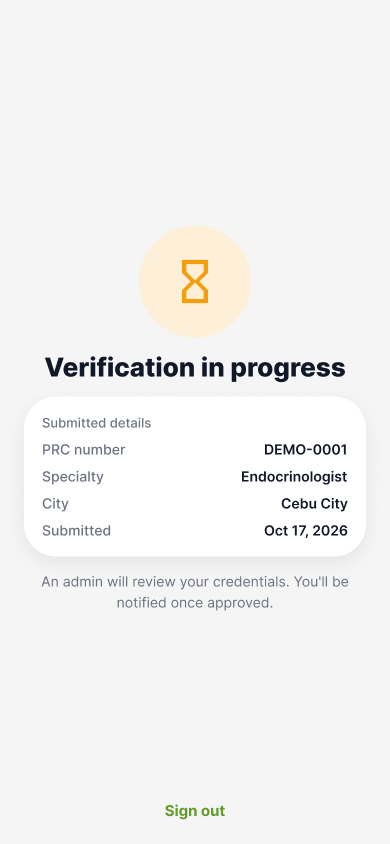 Verification in progress
Submitted details
PRC number DEMO-0001
Specialty Endocrinologist
City Cebu City
Submitted Oct 17, 2026
An admin will review your credentials. You'll be
notified once approved.
Sign out